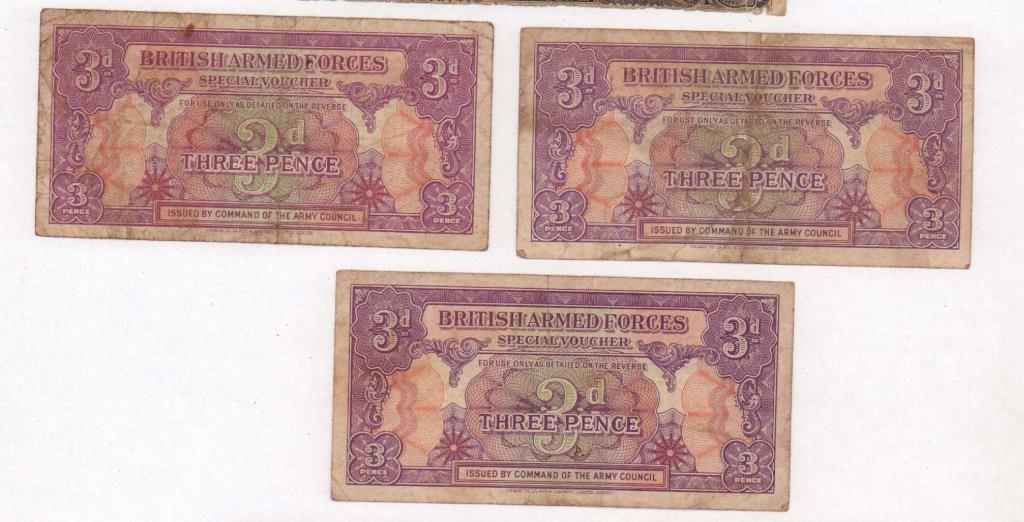 3d 3d
BRITISH ARMED FORCES
SPECIAL VOUCHER
FOR USE ONLY AS DETAILED ON THE REVERSE
3d
THREE PENCE
3 PENCE 3 PENCE
ISSUED BY COMMAND OF THE ARMY COUNCIL
3d 3d
BRITISH ARMED FORCES
SPECIAL VOUCHER
FOR USE ONLY AS DETAILED ON THE REVERSE
3d
THREE PENCE
3 PENCE 3 PENCE
ISSUED BY COMMAND OF THE ARMY COUNCIL
3d 3d
BRITISH ARMED FORCES
SPECIAL VOUCHER
FOR USE ONLY AS DETAILED ON THE REVERSE
3d
THREE PENCE
3 PENCE 3 PENCE
ISSUED BY COMMAND OF THE ARMY COUNCIL